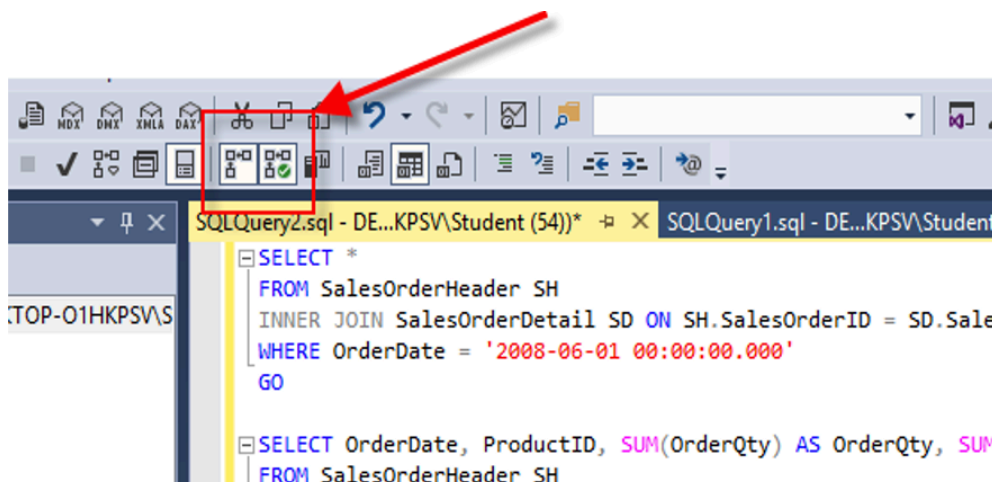 MDX DMX XMLA DAX
SQLQuery2.sql - DE...KPSV\Student (54))* SQLQuery1.sql - DE...KPSV\Student
SELECT *
FROM SalesOrderHeader SH
KTOP-O1HKPSV\S
INNER JOIN SalesOrderDetail SD ON SH.SalesOrderID = SD.Sale
WHERE OrderDate = '2008-06-01 00:00:00.000'
GO
SELECT OrderDate, ProductID, SUM(OrderQty) AS OrderQty, SUM
FROM SalesOrderHeader SH